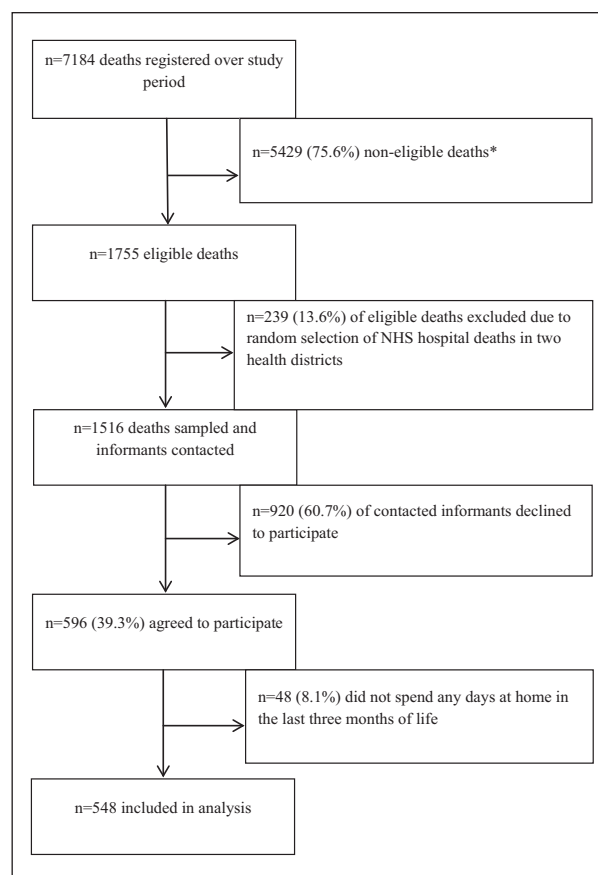 n=7184 deaths registered over study
period
n=5429 (75.6%) non-eligible deaths*
n=1755 eligible deaths
n=239 (13.6%) of eligible deaths excluded due to
random selection of NHS hospital deaths in two
health districts
n=1516 deaths sampled and
informants contacted
n=920 (60.7%) of contacted informants declined
to participate
n=596 (39.3%) agreed to participate
n=48 (8.1%) did not spend any days at home in
the last three months of life
n=548 included in analysis